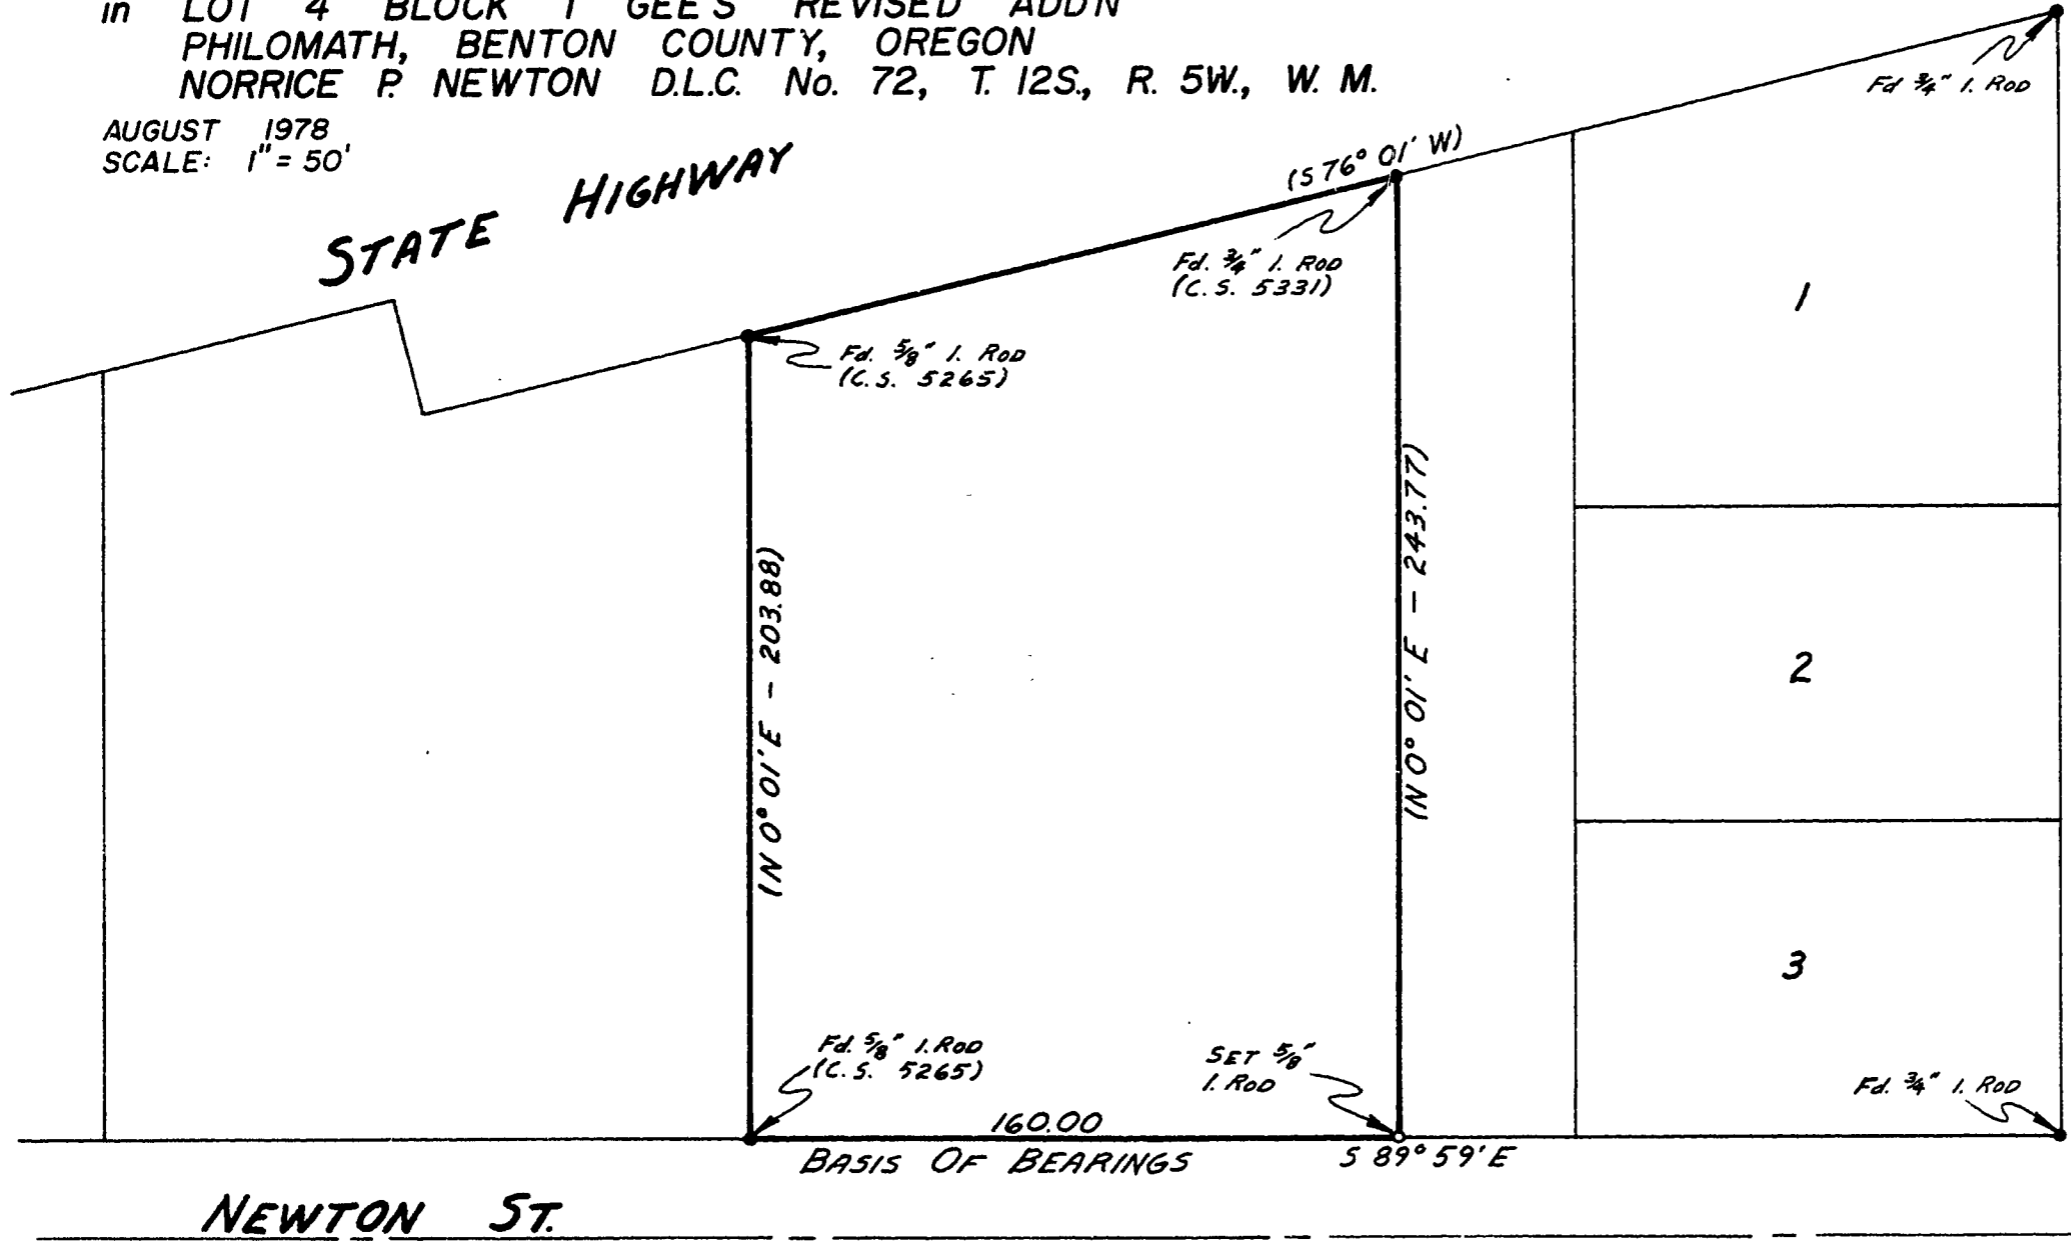 in LOT 4 BLOCK 1 GEE'S REVISED ADD'N
PHILOMATH, BENTON COUNTY, OREGON
NORRICE P. NEWTON D.L.C. No. 72, T. 12S., R. 5W., W. M.
AUGUST 1978
SCALE: 1" = 50'
STATE HIGHWAY
(S 76° 01' W)
Fd 3/4" I. ROD
Fd. 3/4" I. ROD
(C. S. 5331)
Fd. 5/8" I. ROD
(C. S. 5265)
1
(N 0° 01' E - 203.88)
(N 0° 01' E - 243.77)
2
3
Fd. 5/8" I. ROD
(C. S. 5265)
SET 5/8"
I. ROD
Fd. 3/4" I. ROD
160.00
BASIS OF BEARINGS
S 89° 59' E
NEWTON ST.